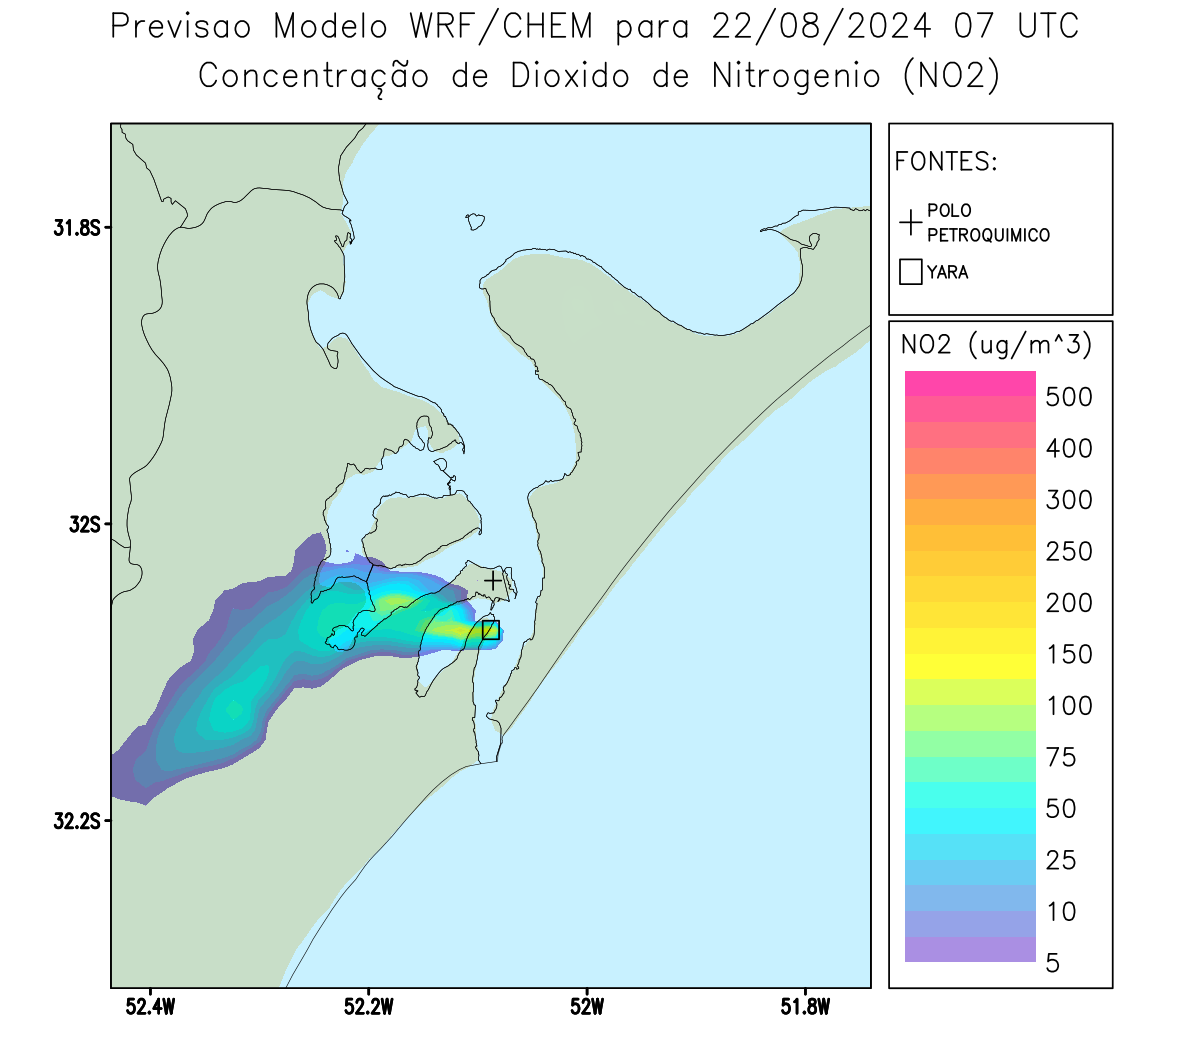 Previsao Modelo WRF/CHEM para 22/08/2024 07 UTC
Concentração de Dioxido de Nitrogenio (NO2)
FONTES:
POLO
PETROQUIMICO
YARA
NO2 (ug/m^3)
500
400
300
250
200
150
100
75
50
25
10
5
31.8S
32S
32.2S
52.4W
52.2W
52W
51.8W